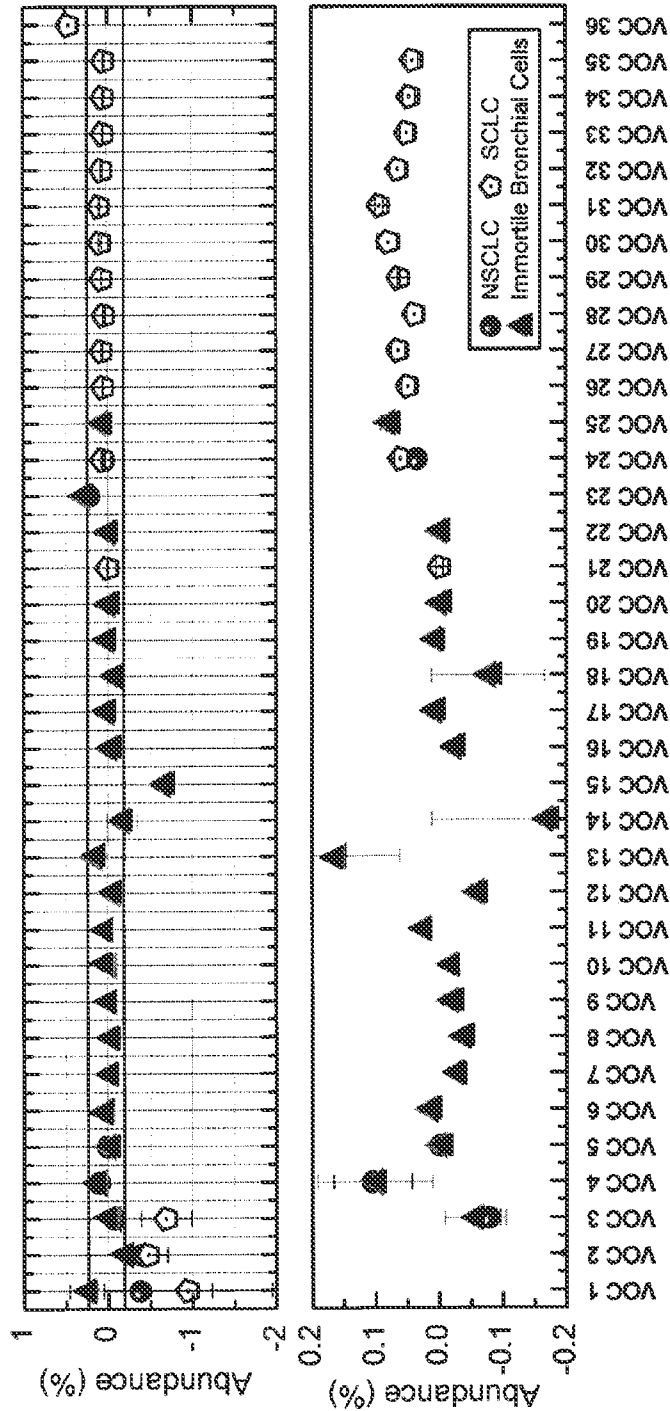 Abundance (%)
1
0
-1
-2
Abundance (%)
0.2
0.1
0.0
-0.1
-0.2
NSCLC
SCLC
Immortile Bronchial Cells
VOC 1
VOC 2
VOC 3
VOC 4
VOC 5
VOC 6
VOC 7
VOC 8
VOC 9
VOC 10
VOC 11
VOC 12
VOC 13
VOC 14
VOC 15
VOC 16
VOC 17
VOC 18
VOC 19
VOC 20
VOC 21
VOC 22
VOC 23
VOC 24
VOC 25
VOC 26
VOC 27
VOC 28
VOC 29
VOC 30
VOC 31
VOC 32
VOC 33
VOC 34
VOC 35
VOC 36